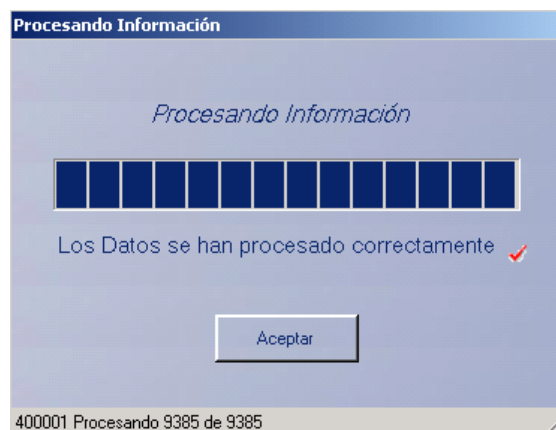 Procesando Información
Procesando Información
Los Datos se han procesado correctamente
Aceptar
400001 Procesando 9385 de 9385